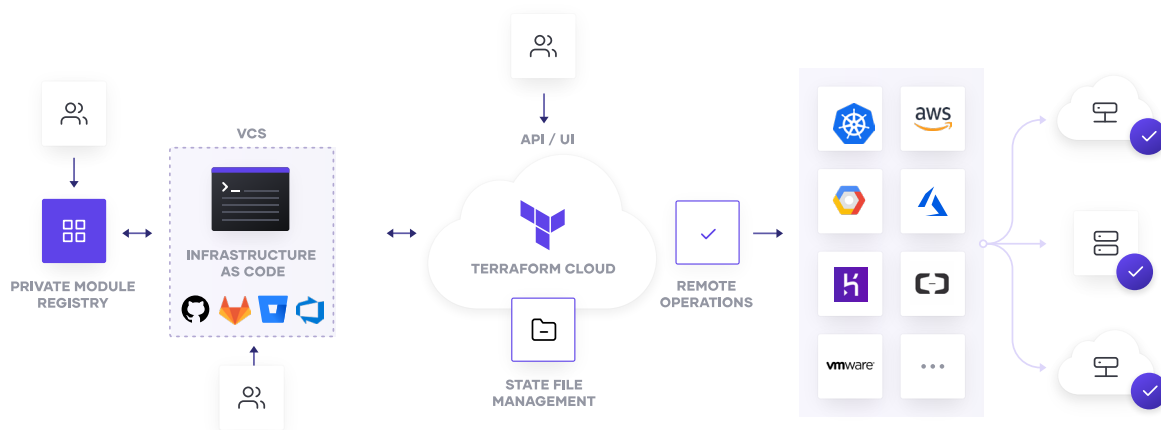 VCS
API / UI
aws
INFRASTRUCTURE
AS CODE
TERRAFORM CLOUD
PRIVATE MODULE
REGISTRY
REMOTE
OPERATIONS
vmware
STATE FILE
MANAGEMENT